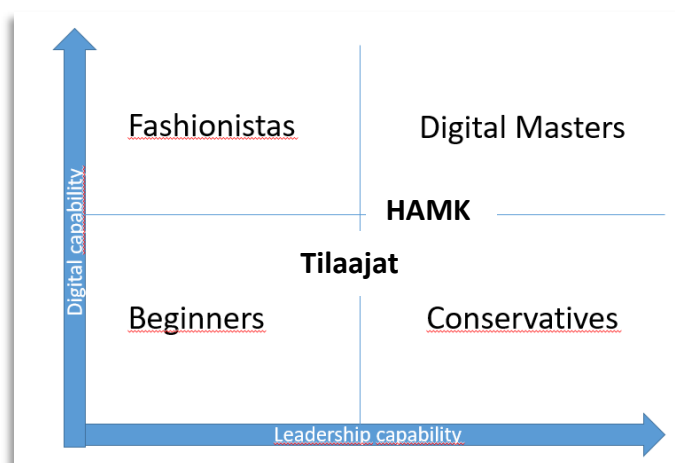 Fashionistas
Digital Masters
HAMK
Digital capability
Tilaajat
Beginners
Conservatives
Leadership capability